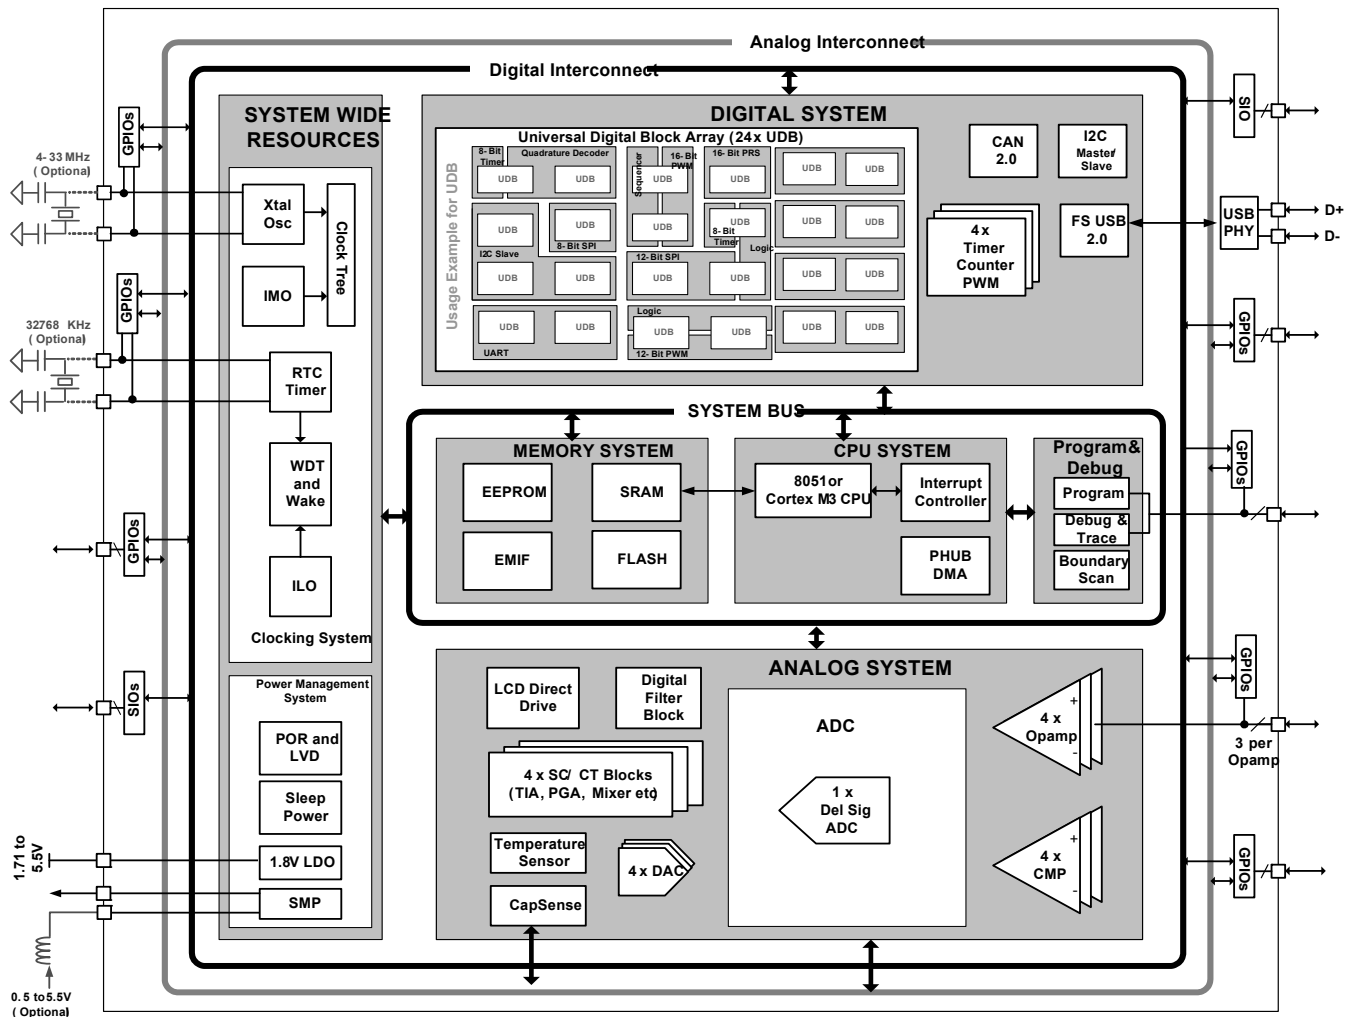 Analog Interconnect
Digital Interconnect
SYSTEM WIDE
RESOURCES
Xtal
Osc
Clock Tree
IMO
RTC
Timer
WDT
and
Wake
ILO
Clocking System
Power Management
System
POR and
LVD
Sleep
Power
1.8V LDO
SMP
GPIOs
4- 33 MHz
( Optional)
GPIOs
32768 KHz
( Optional)
GPIOs
SIOs
1.71 to
5.5V
0. 5 to 5.5V
( Optional)
DIGITAL SYSTEM
Universal Digital Block Array (24x UDB)
Usage Example for UDB
8- Bit
Timer
Quadrature Decoder
Sequencer
16- Bit
PWM
16- Bit PRS
UDB
UDB
UDB
UDB
UDB
UDB
UDB
UDB
UDB
UDB
8- Bit
Timer
Logic
UDB
UDB
I2C Slave
8- Bit SPI
12- Bit SPI
UDB
UDB
UDB
UDB
UDB
UDB
Logic
UDB
UDB
UDB
UDB
UDB
UDB
UART
12- Bit PWM
CAN
2.0
I2C
Master/
Slave
4 x
Timer
Counter
PWM
FS USB
2.0
SYSTEM BUS
MEMORY SYSTEM
EEPROM
SRAM
EMIF
FLASH
CPU SYSTEM
8051 or
Cortex M3 CPU
Interrupt
Controller
PHUB
DMA
Program &
Debug
Program
Debug &
Trace
Boundary
Scan
ANALOG SYSTEM
LCD Direct
Drive
Digital
Filter
Block
4 x SC/ CT Blocks
(TIA, PGA, Mixer etc)
Temperature
Sensor
4 x DAC
CapSense
ADC
1 x
Del Sig
ADC
+
4 x
Opamp
-
+
4 x
CMP
-
SIO
USB
PHY
D+
D-
GPIOs
GPIOs
GPIOs
3 per
Opamp
GPIOs